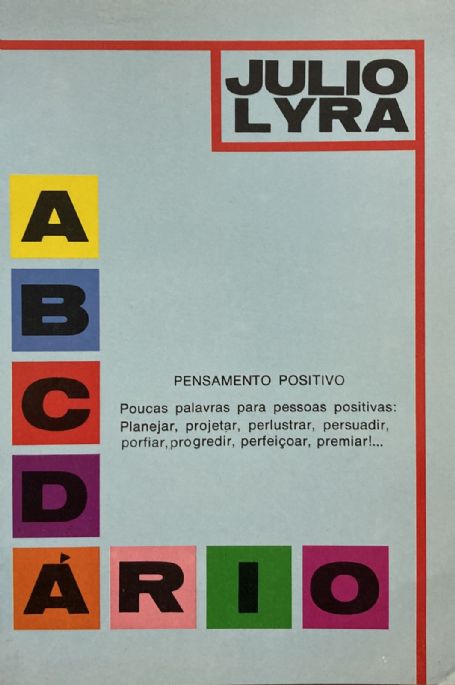 JULIO
LYRA
A
B
C
D
ÁRIO
PENSAMENTO POSITIVO
Poucas palavras para pessoas positivas:
Planejar, projetar, perlustrar, persuadir,
porfiar, progredir, perfeiçoar, premiar!...